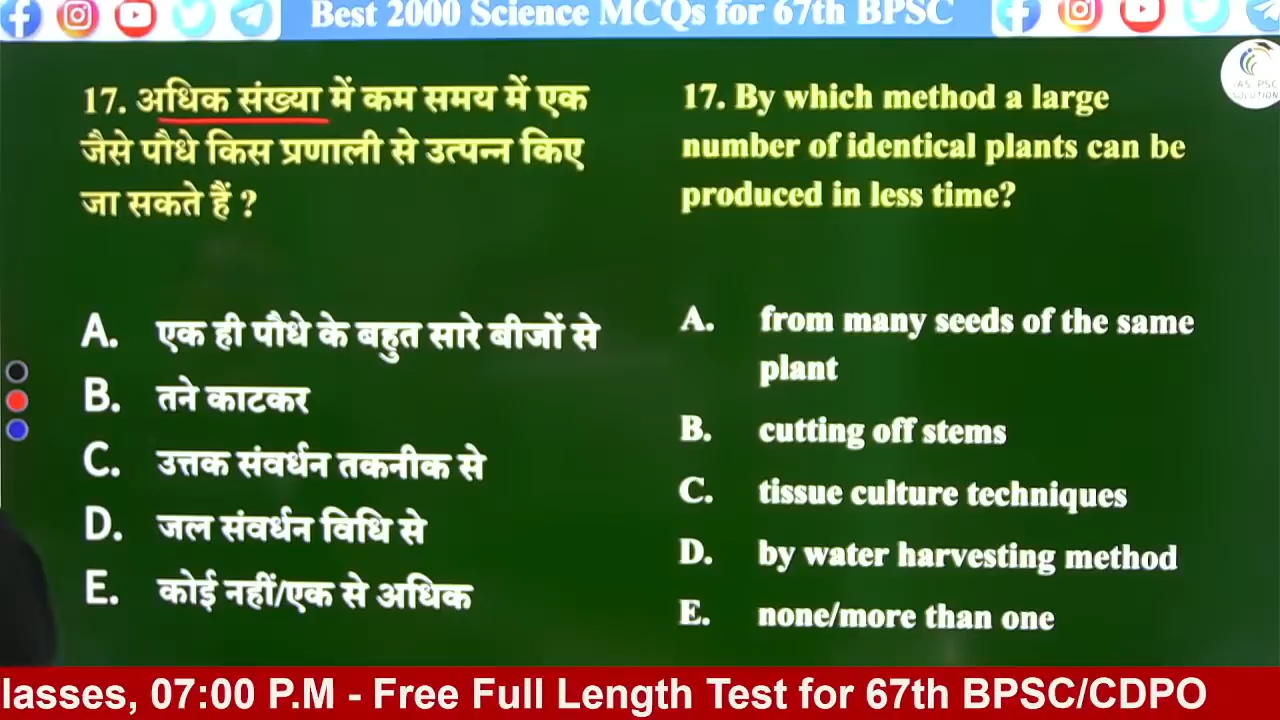 Best 2000 Science MCQs for 67th BPSC
IAS PSC
SOLUTION
17. अधिक संख्या में कम समय में एक
जैसे पौधे किस प्रणाली से उत्पन्न किए
जा सकते हैं ?
A. एक ही पौधे के बहुत सारे बीजों से
B. तने काटकर
C. उत्तक संवर्धन तकनीक से
D. जल संवर्धन विधि से
E. कोई नहीं/एक से अधिक
17. By which method a large
number of identical plants can be
produced in less time?
A. from many seeds of the same
plant
B. cutting off stems
C. tissue culture techniques
D. by water harvesting method
E. none/more than one
lasses, 07:00 P.M - Free Full Length Test for 67th BPSC/CDPO